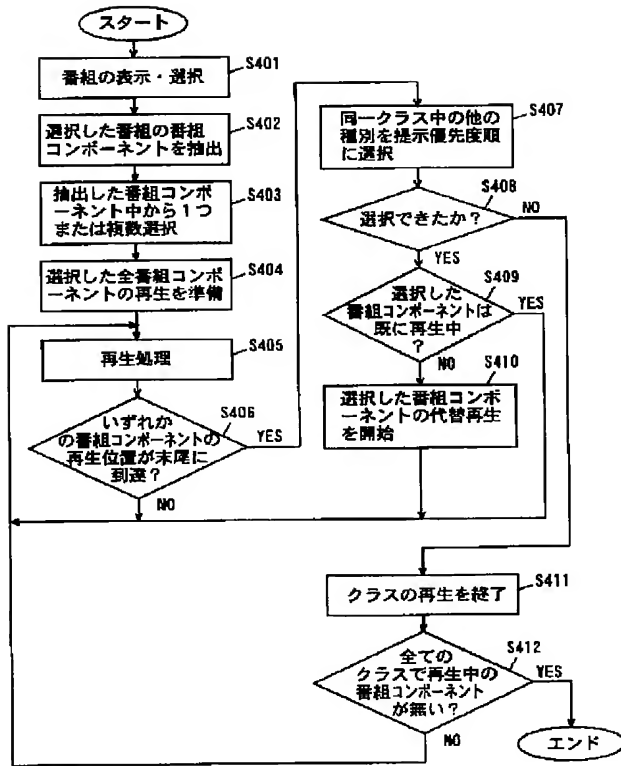 スタート
S401
番組の表示・選択
S402
選択した番組の番組
コンポーネントを抽出
S403
抽出した番組コンポ
ーネント中から1つ
または複数選択
S404
選択した全番組コンポ
ーネントの再生を準備
S405
再生処理
S406
いずれか
の番組コンポーネントの
再生位置が末尾に
到達?
YES
NO
S407
同一クラス中の他の
種別を提示優先度順
に選択
S408
選択できたか?
NO
YES
S409
選択した
番組コンポーネントは
既に再生中
?
YES
NO
S410
選択した番組コンポ
ーネントの代替再生
を開始
S411
クラスの再生を終了
S412
全ての
クラスで再生中の
番組コンポーネント
が無い?
YES
NO
エンド